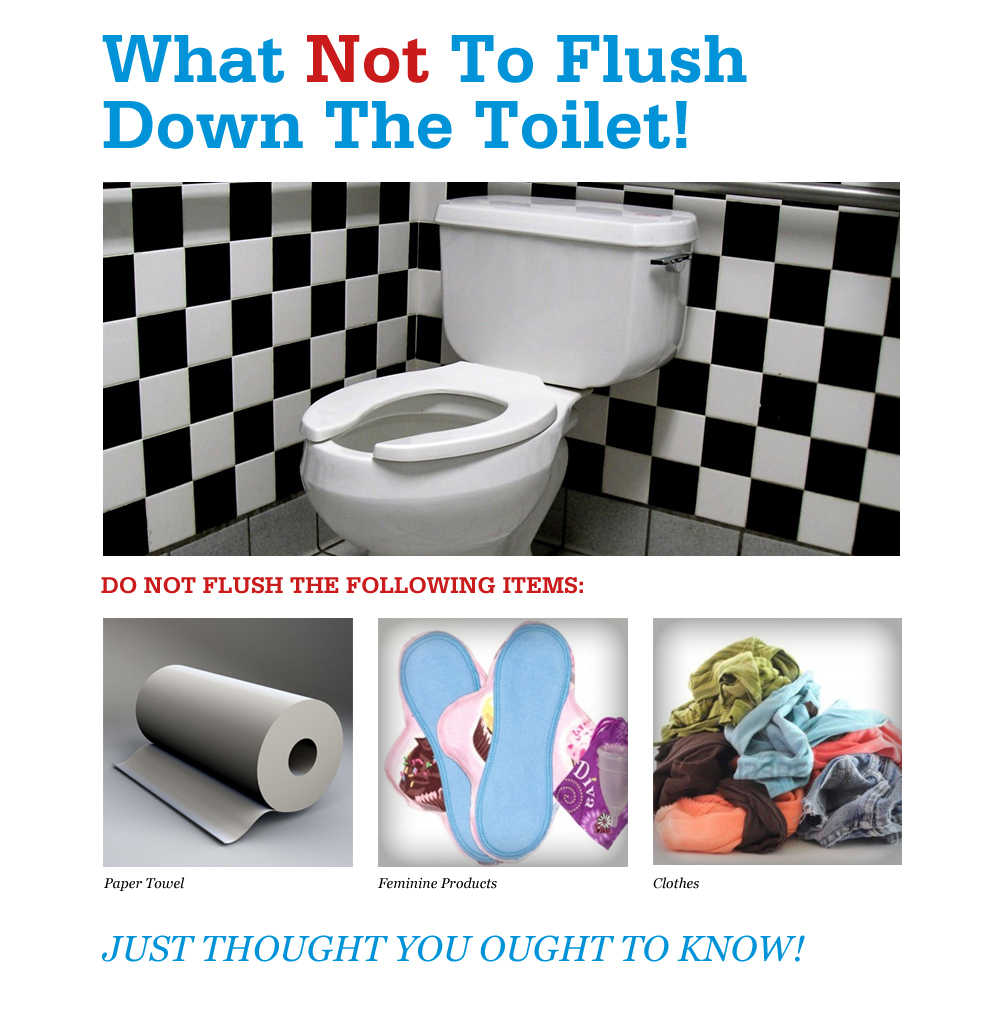 What Not To Flush
Down The Toilet!
DO NOT FLUSH THE FOLLOWING ITEMS:
Diva
Paper Towel
Feminine Products
Clothes
JUST THOUGHT YOU OUGHT TO KNOW!